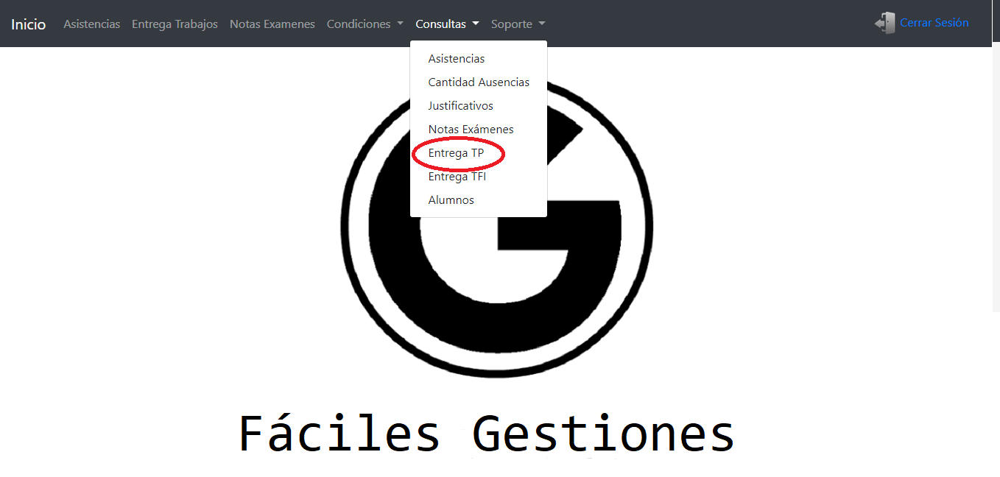 Inicio Asistencias Entrega Trabajos Notas Examenes Condiciones Consultas Soporte Cerrar Sesión
Asistencias
Cantidad Ausencias
Justificativos
Notas Exámenes
Entrega TP
Entrega TFI
Alumnos
G
Fáciles Gestiones